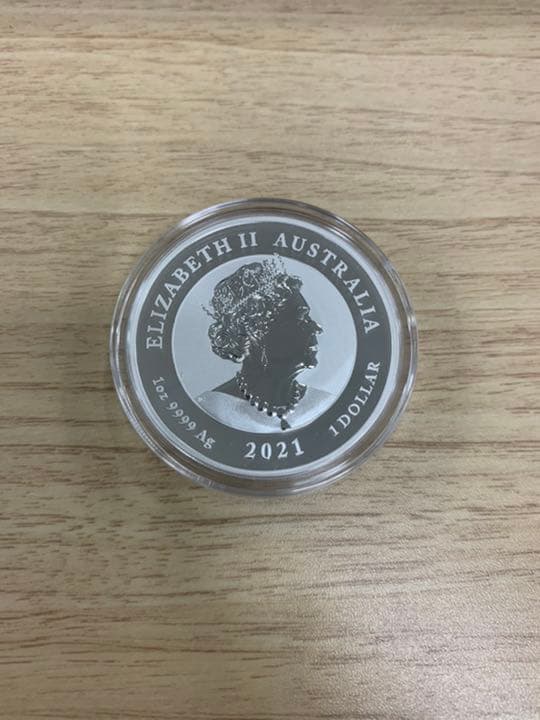 ELIZABETH II AUSTRALIA
1oz 9999 Ag
2021
1 DOLLAR